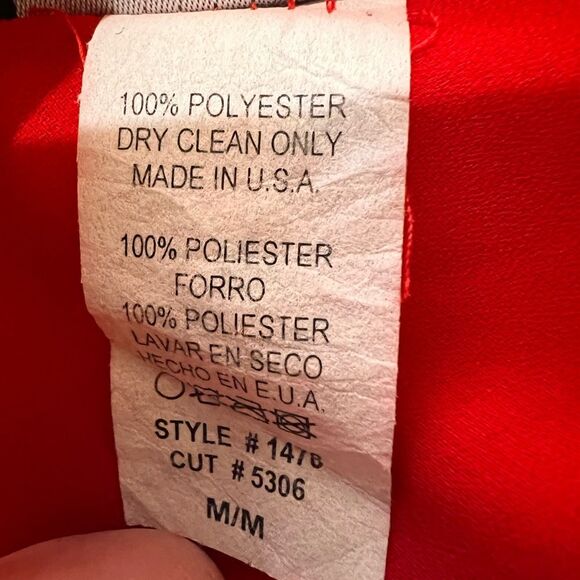 100% POLYESTER
DRY CLEAN ONLY
MADE IN U.S.A.
100% POLIESTER
FORRO
100% POLIESTER
LAVAR EN SECO
HECHO EN E.U.A.
STYLE #
CUT # 5306
M/M